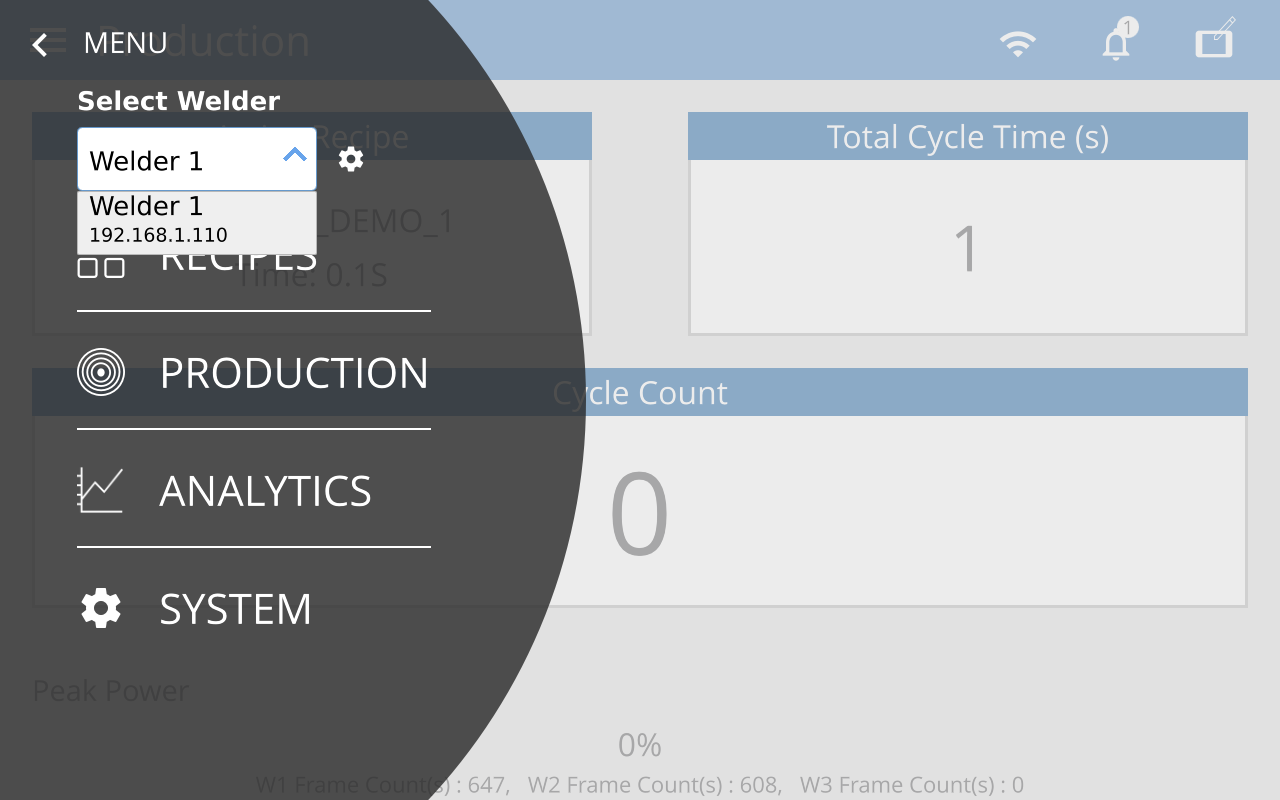 MENU
Production
1
Select Welder
Recipe
Total Cycle Time (s)
Welder 1
Welder 1
192.168.1.110
_DEMO_1
Time: 0.1S
1
RECIPES
PRODUCTION
Cycle Count
ANALYTICS
0
SYSTEM
Peak Power
0%
W1 Frame Count(s) : 647, W2 Frame Count(s) : 608, W3 Frame Count(s) : 0